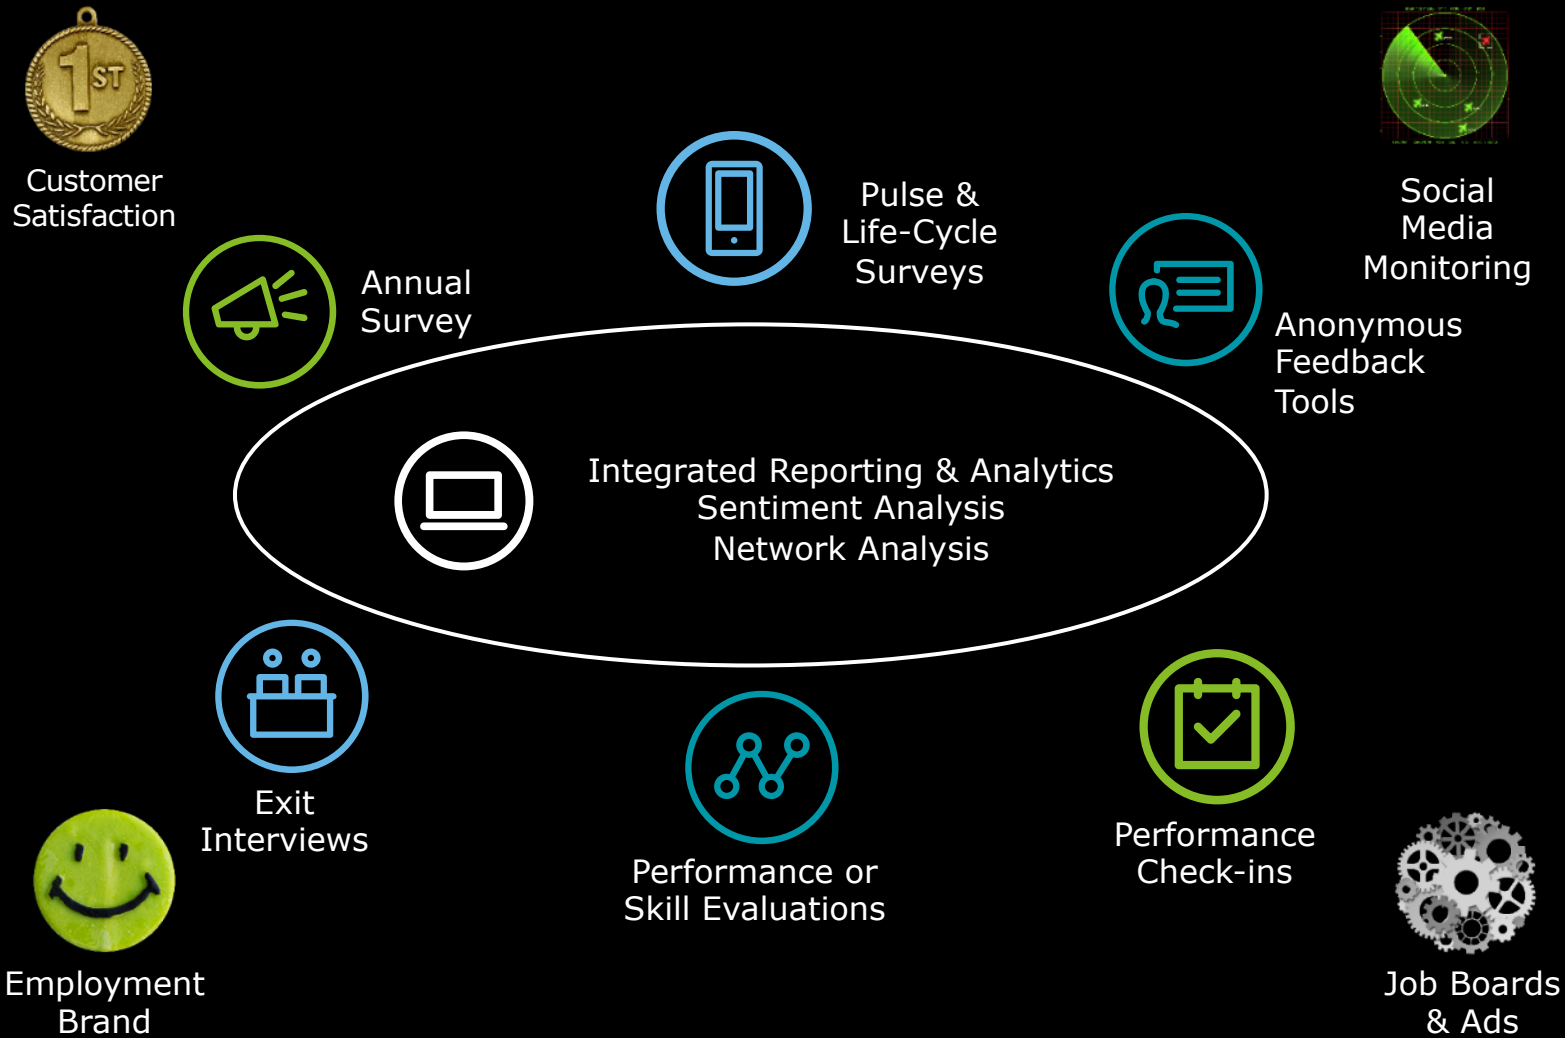 1ST
Customer
Satisfaction
Social
Media
Monitoring
Pulse &
Life-Cycle
Surveys
Annual
Survey
Anonymous
Feedback
Tools
Integrated Reporting & Analytics
Sentiment Analysis
Network Analysis
Exit
Interviews
Performance or
Skill Evaluations
Performance
Check-ins
Employment
Brand
Job Boards
& Ads